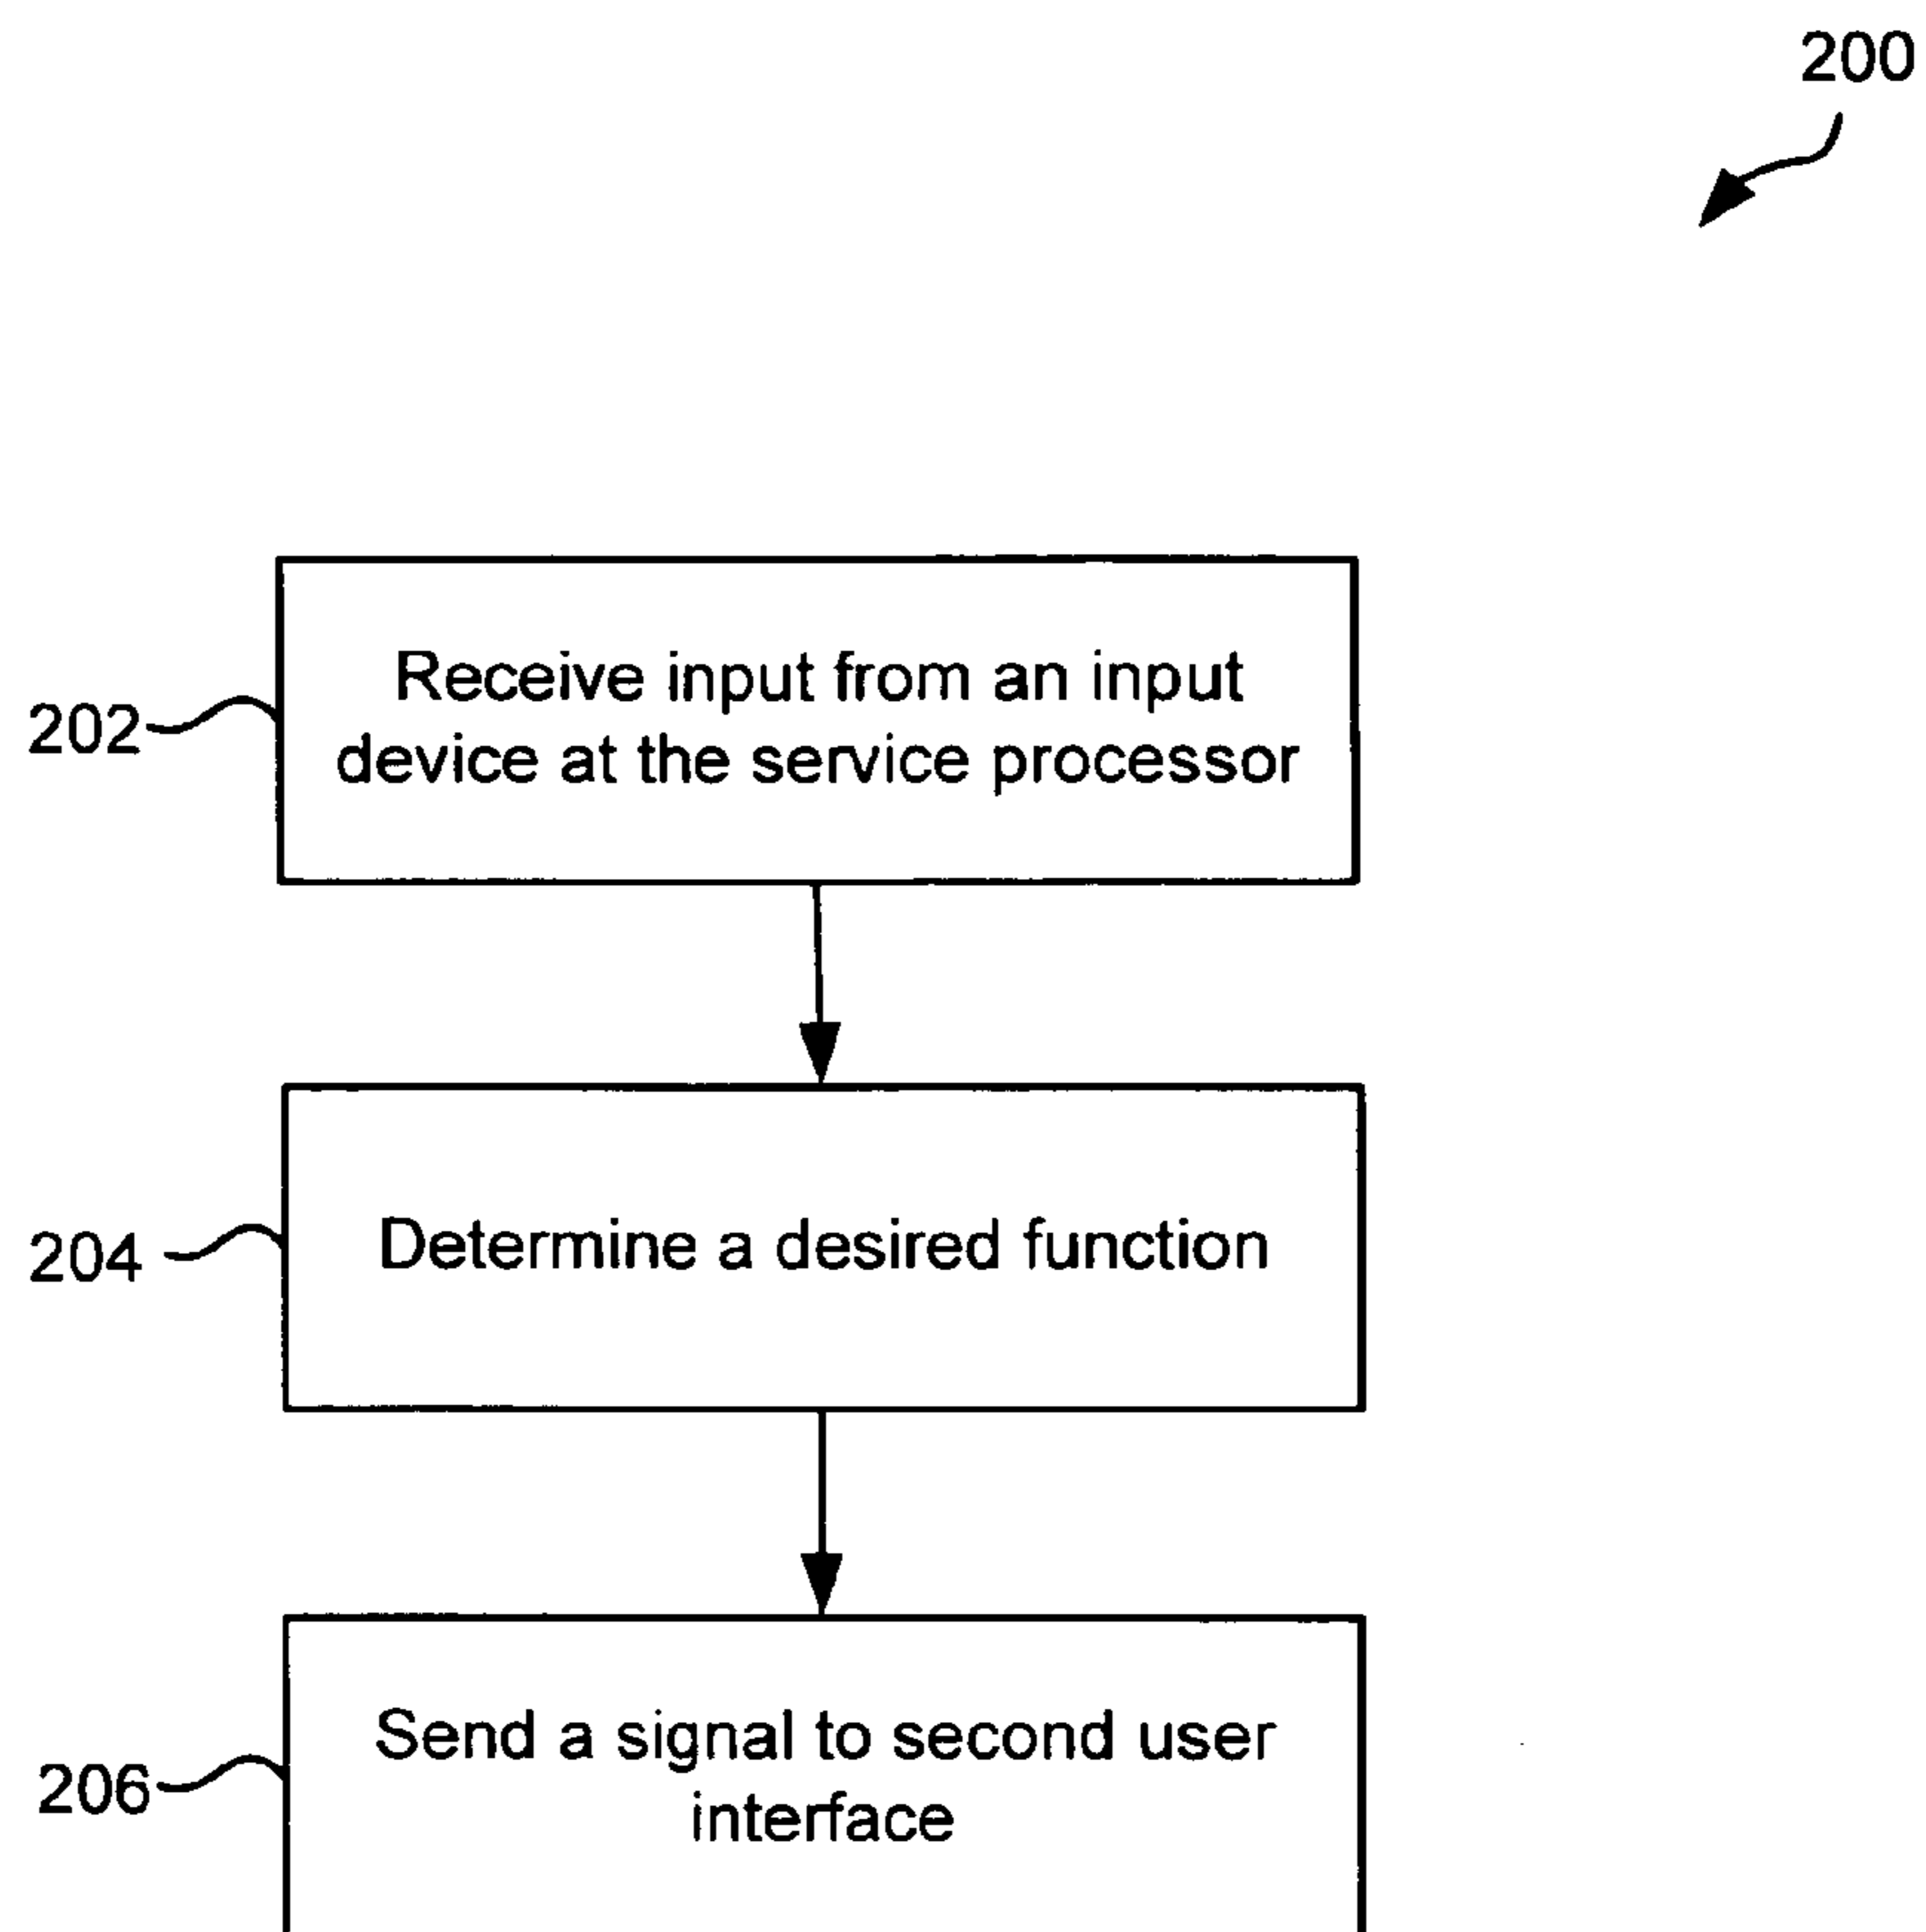 200
202
Receive input from an input
device at the service processor
204
Determine a desired function
206
Send a signal to second user
interface